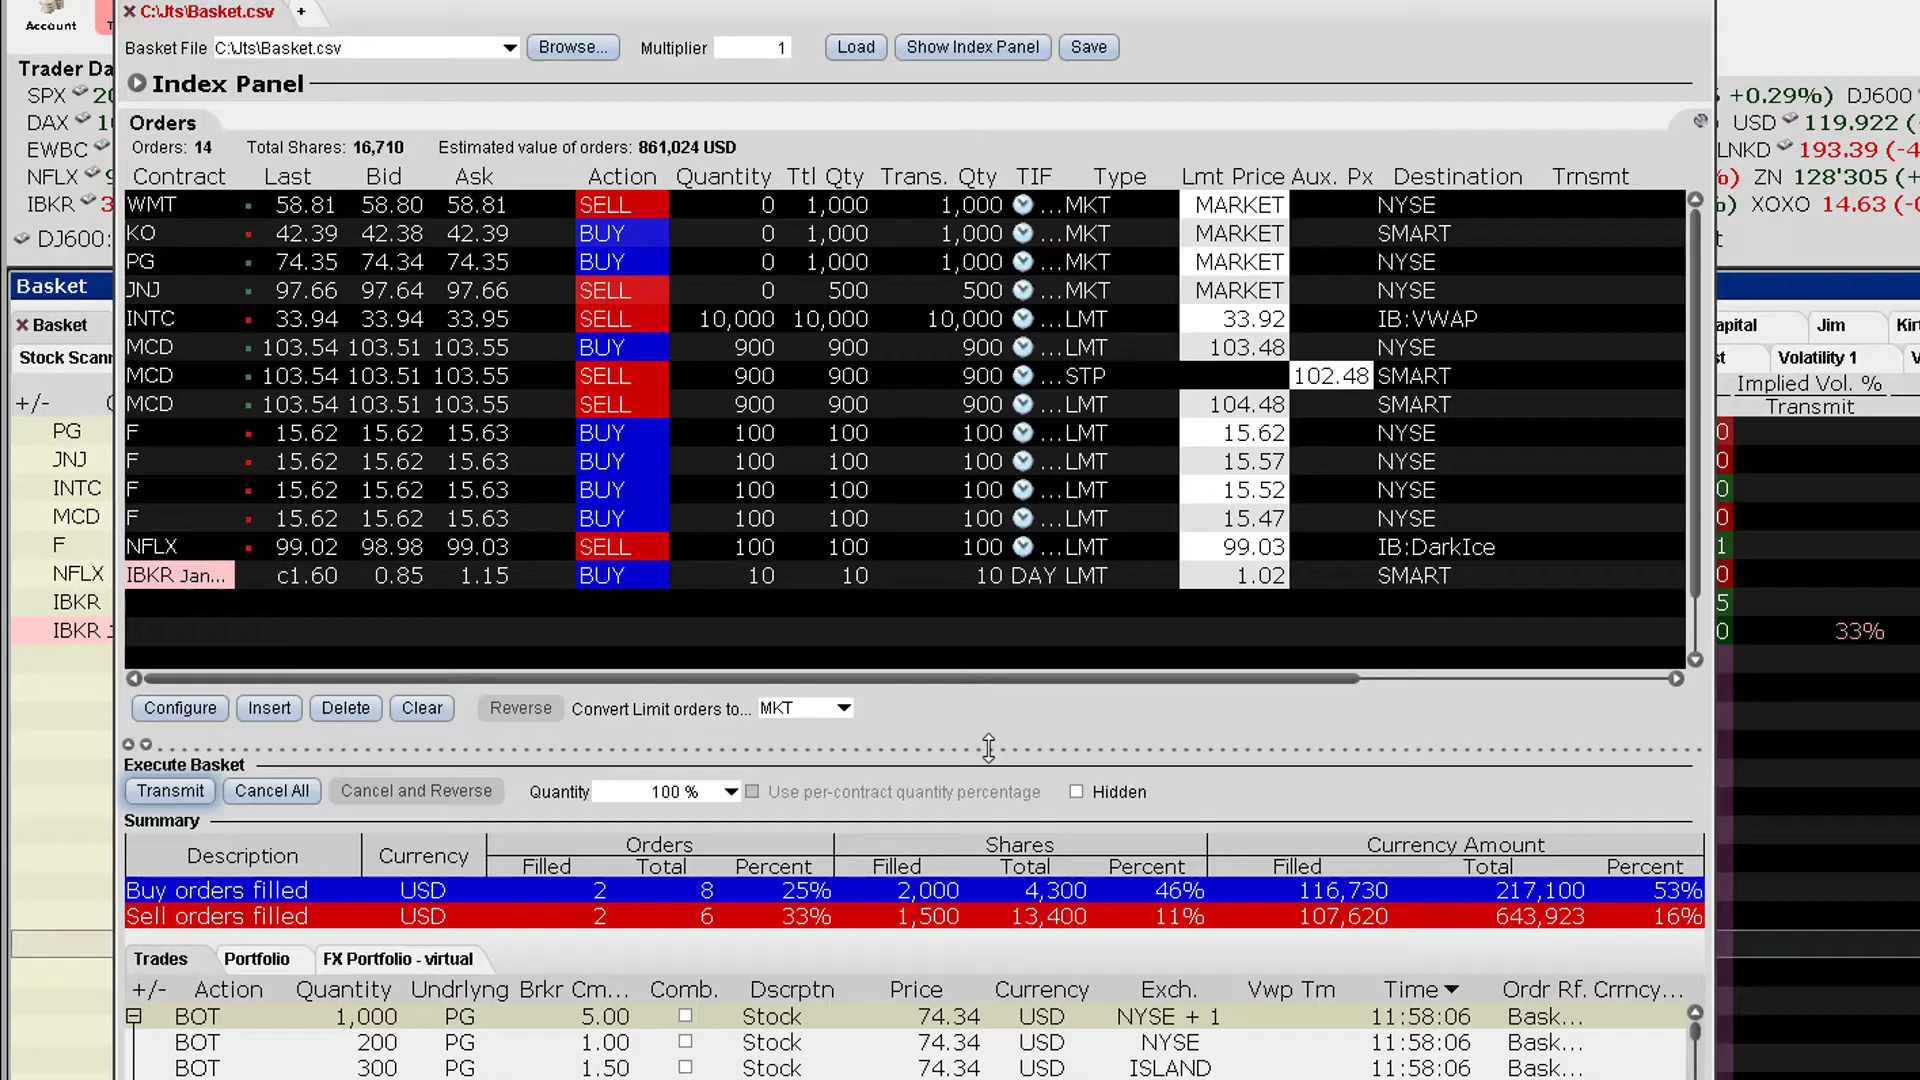 C:\Jts\Basket.csv +
Account
Basket File C:\Jts\Basket.csv Browse... Multiplier 1 Load Show Index Panel Save
Trader Da
Index Panel
SPX 20 +0.29%) DJ600
DAX 1 USD 119.922
EWBC LNKD 193.39 (-4
NFLX 9 ZN 128'305
IBKR 3 XOXO 14.63 (-0
DJ600:
Orders
Orders: 14 Total Shares: 16,710 Estimated value of orders: 861,024 USD
Contract Last Bid Ask Action Quantity Ttl Qty Trans. Qty TIF Type Lmt Price Aux. Px Destination Trnsmt
WMT 58.81 58.80 58.81 SELL 0 1,000 1,000 ...MKT MARKET NYSE
KO 42.39 42.38 42.39 BUY 0 1,000 1,000 ...MKT MARKET SMART
PG 74.35 74.34 74.35 BUY 0 1,000 1,000 ...MKT MARKET NYSE
JNJ 97.66 97.64 97.66 SELL 0 500 500 ...MKT MARKET NYSE
INTC 33.94 33.94 33.95 SELL 10,000 10,000 10,000 ...LMT 33.92 IB:VWAP
MCD 103.54 103.51 103.55 BUY 900 900 900 ...LMT 103.48 NYSE
MCD 103.54 103.51 103.55 SELL 900 900 900 ...STP 102.48 SMART
MCD 103.54 103.51 103.55 SELL 900 900 900 ...LMT 104.48 SMART
F 15.62 15.62 15.63 BUY 100 100 100 ...LMT 15.62 NYSE
F 15.62 15.62 15.63 BUY 100 100 100 ...LMT 15.57 NYSE
F 15.62 15.62 15.63 BUY 100 100 100 ...LMT 15.52 NYSE
F 15.62 15.62 15.63 BUY 100 100 100 ...LMT 15.47 NYSE
NFLX 99.02 98.98 99.03 SELL 100 100 100 ...LMT 99.03 IB:DarkIce
IBKR Jan... c1.60 0.85 1.15 BUY 10 10 10 DAY LMT 1.02 SMART
Basket
Basket
Stock Scann
+/-
PG
JNJ
INTC
MCD
F
NFLX
IBKR
IBKR J
apital Jim Kir
st Volatility 1 V
Implied Vol. %
Transmit
0
0
0
0
1
0
5
0 33%
Configure Insert Delete Clear Reverse Convert Limit orders to... MKT
Execute Basket
Transmit Cancel All Cancel and Reverse Quantity 100 % Use per-contract quantity percentage Hidden
Summary
Description Currency Orders Shares Currency Amount
Filled Total Percent Filled Total Percent Filled Total Percent
Buy orders filled USD 2 8 25% 2,000 4,300 46% 116,730 217,100 53%
Sell orders filled USD 2 6 33% 1,500 13,400 11% 107,620 643,923 16%
Trades Portfolio FX Portfolio - virtual
+/- Action Quantity Undrlyng Brkr Cm... Comb. Dscrptn Price Currency Exch. Vwp Tm Time Ordr Rf. Crrncy...
BOT 1,000 PG 5.00 Stock 74.34 USD NYSE + 1 11:58:06 Bask...
BOT 200 PG 1.00 Stock 74.34 USD NYSE 11:58:06 Bask...
BOT 300 PG 1.50 Stock 74.34 USD ISLAND 11:58:06 Bask...